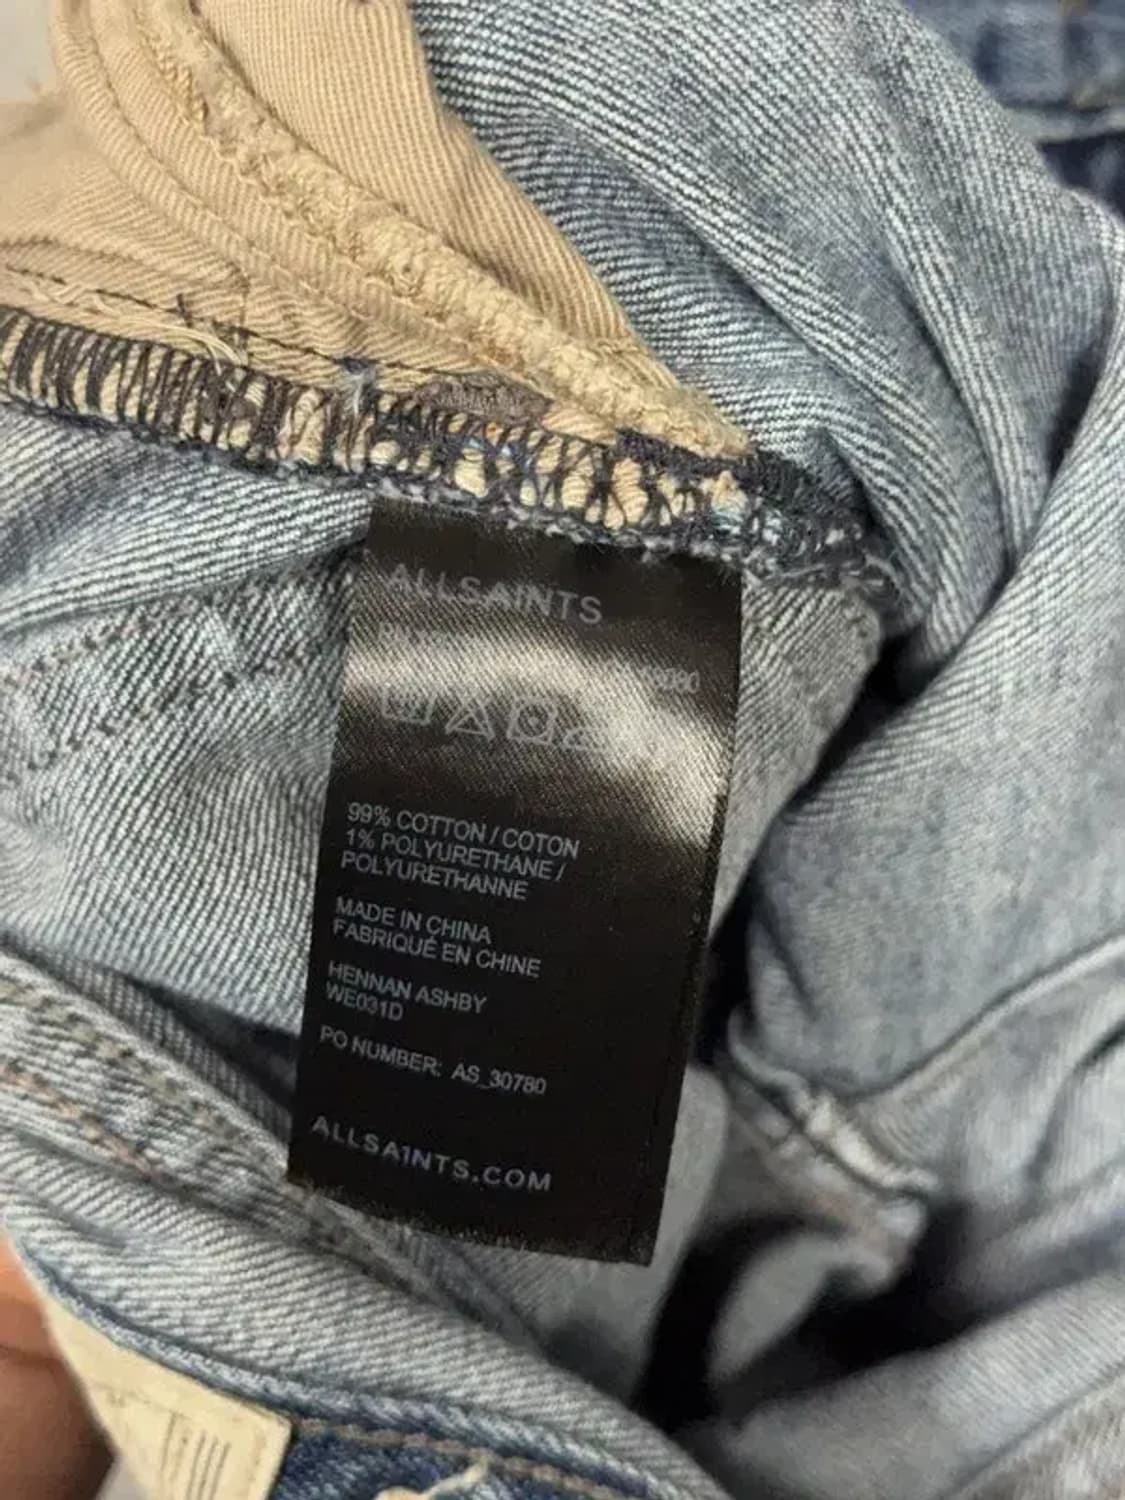 ALLSAINTS
99% COTTON / COTON
1% POLYURETHANE /
POLYURETHANNE
MADE IN CHINA
FABRIQUÉ EN CHINE
HENNAN ASHBY
WE031D
PO NUMBER: AS_30780
ALLSAINTS.COM